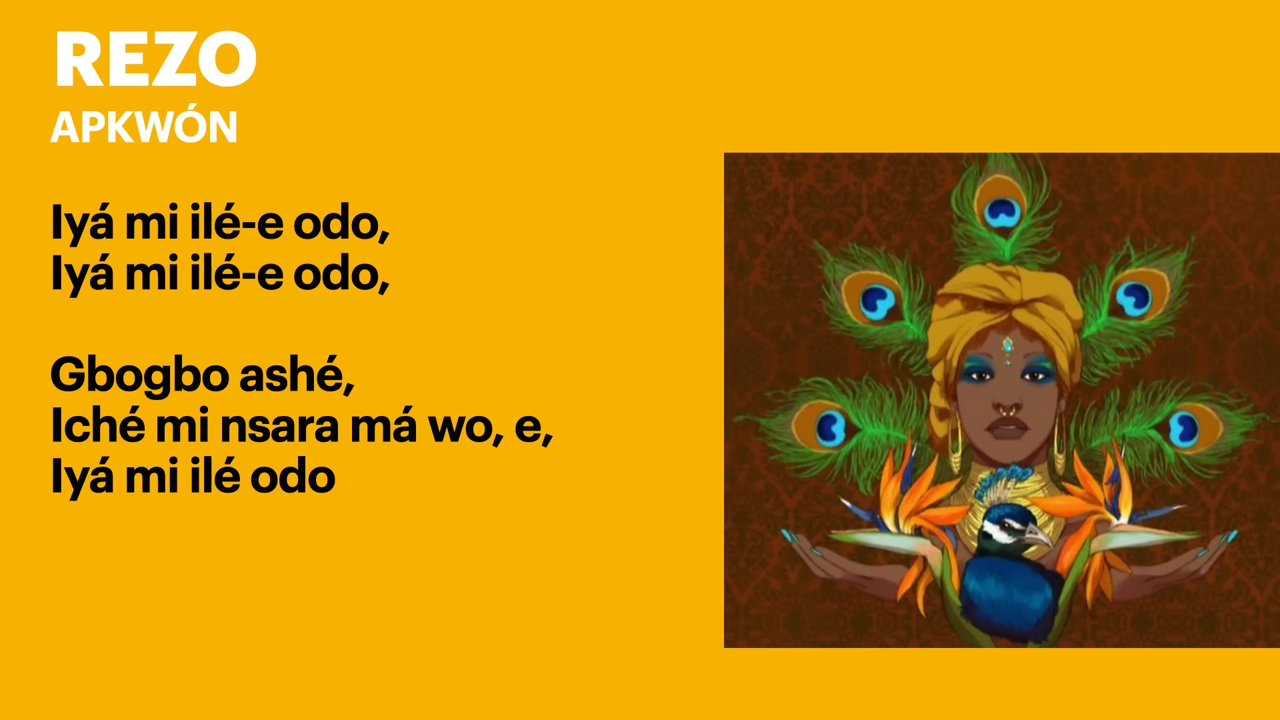 REZO
APKWÓN
Iyá mi ilé-e odo,
Iyá mi ilé-e odo,
Gbogbo ashé,
Iché mi nsara má wo, e,
Iyá mi ilé odo